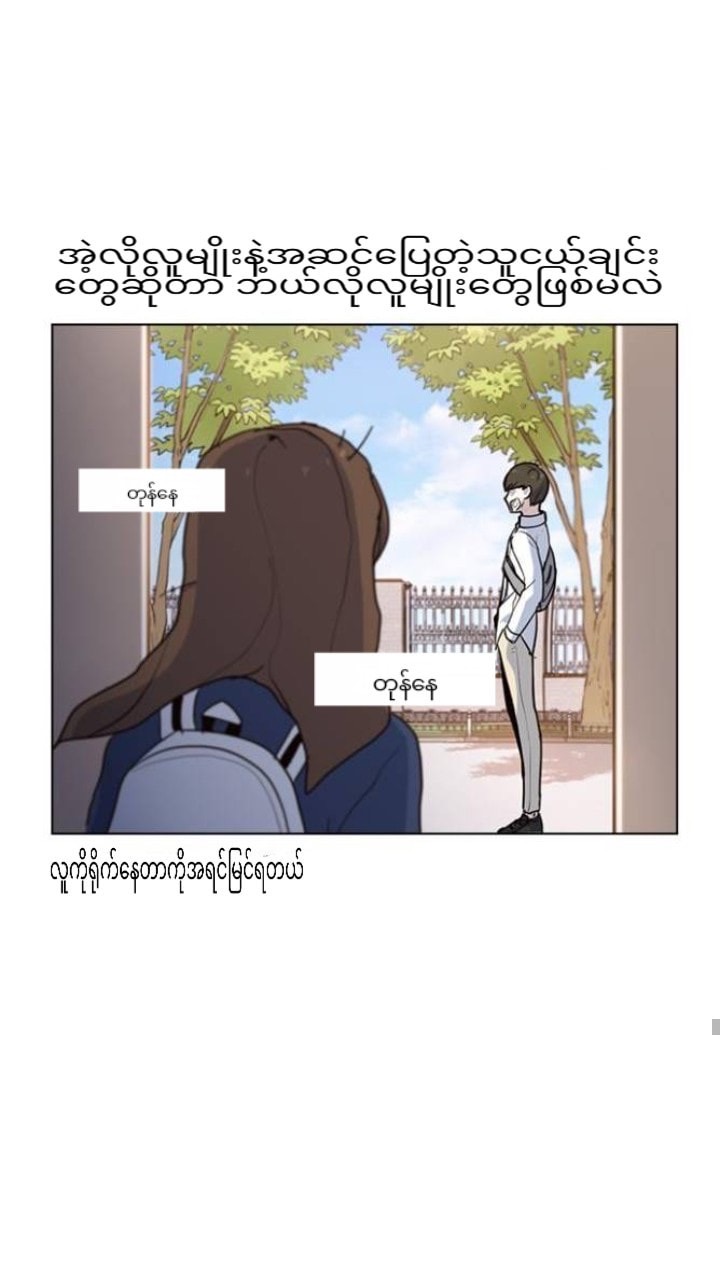 အဲ့လိုလူမျိုးနဲ့အဆင်ပြေတဲ့သူငယ်ချင်း
တွေဆိုတာ ဘယ်လိုလူမျိုးတွေဖြစ်မလဲ
တုန်နေ
တုန်နေ
လူကိုရိုက်နေတာကိုအရင်မြင်ရတယ်